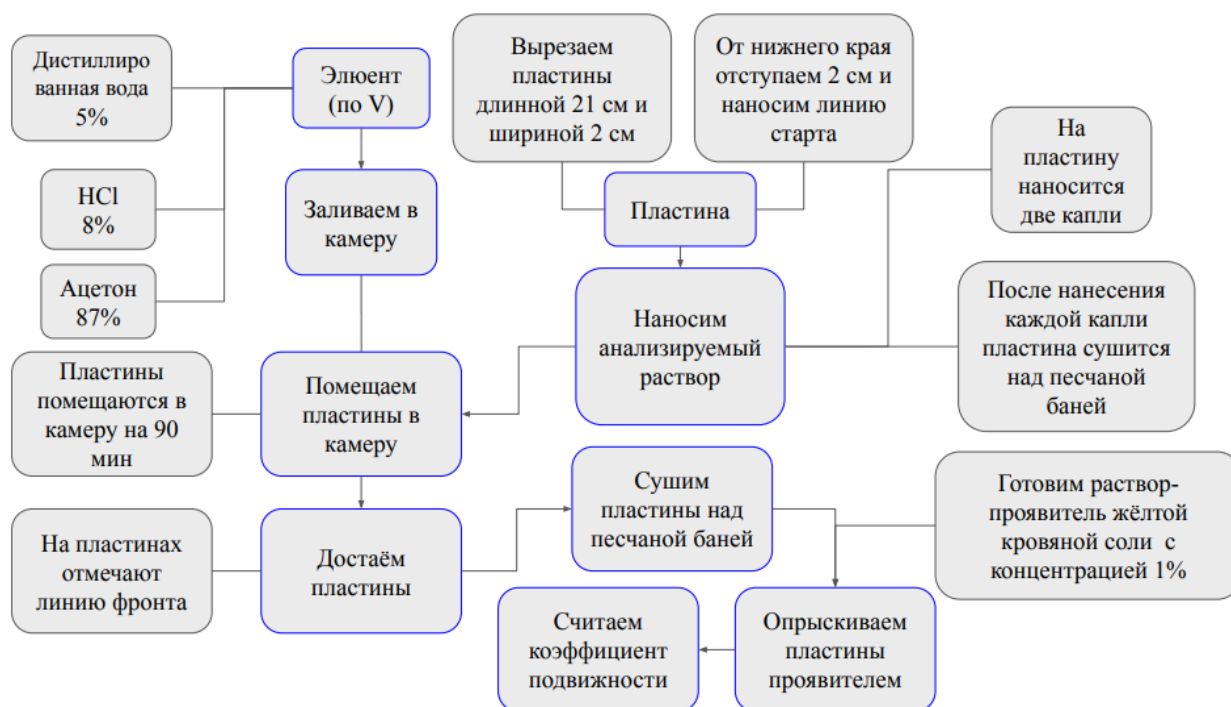 Дистиллиро
ванная вода
5%
Элюент
(по V)
Вырезаем
пластины
длинной 21 см и
шириной 2 см
От нижнего края
отступаем 2 см и
наносим линию
старта
На
пластину
наносится
две капли
HCl
8%
Заливаем в
камеру
Пластина
Ацетон
87%
Наносим
анализируемый
раствор
После нанесения
каждой капли
пластина сушится
над песчаной
баней
Пластины
помещаются в
камеру на 90
мин
Помещаем
пластины в
камеру
Сушим
пластины над
песчаной баней
Готовим раствор-
проявитель жёлтой
кровяной соли с
концентрацией 1%
На пластинах
отмечают
линию фронта
Достаём
пластины
Считаем
коэффициент
подвижности
Опрыскиваем
пластины
проявителем